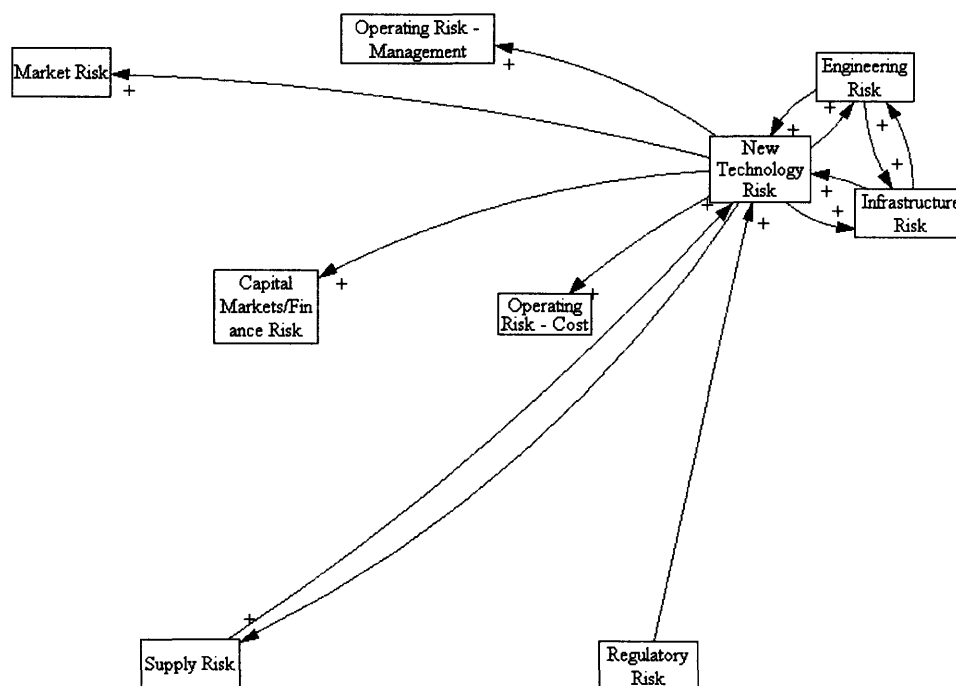 Operating Risk -
Management
Market Risk
+
+
Engineering
Risk
+
+
+
+
New
Technology
Risk
+
+
Infrastructure
Risk
+
+
Capital
Markets/Fin
ance Risk
+
Operating
Risk - Cost
+
+
Supply Risk
Regulatory
Risk